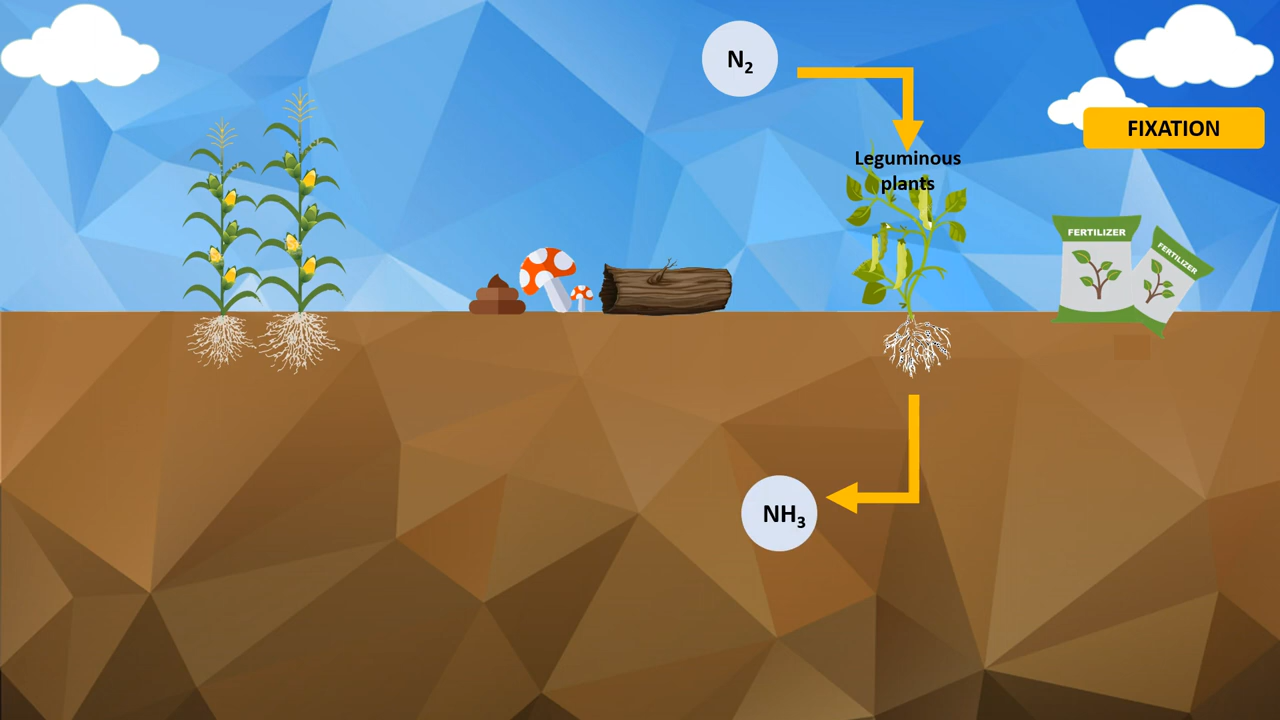 N₂
FIXATION
Leguminous
plants
FERTILIZER
FERTILIZER
NH₃